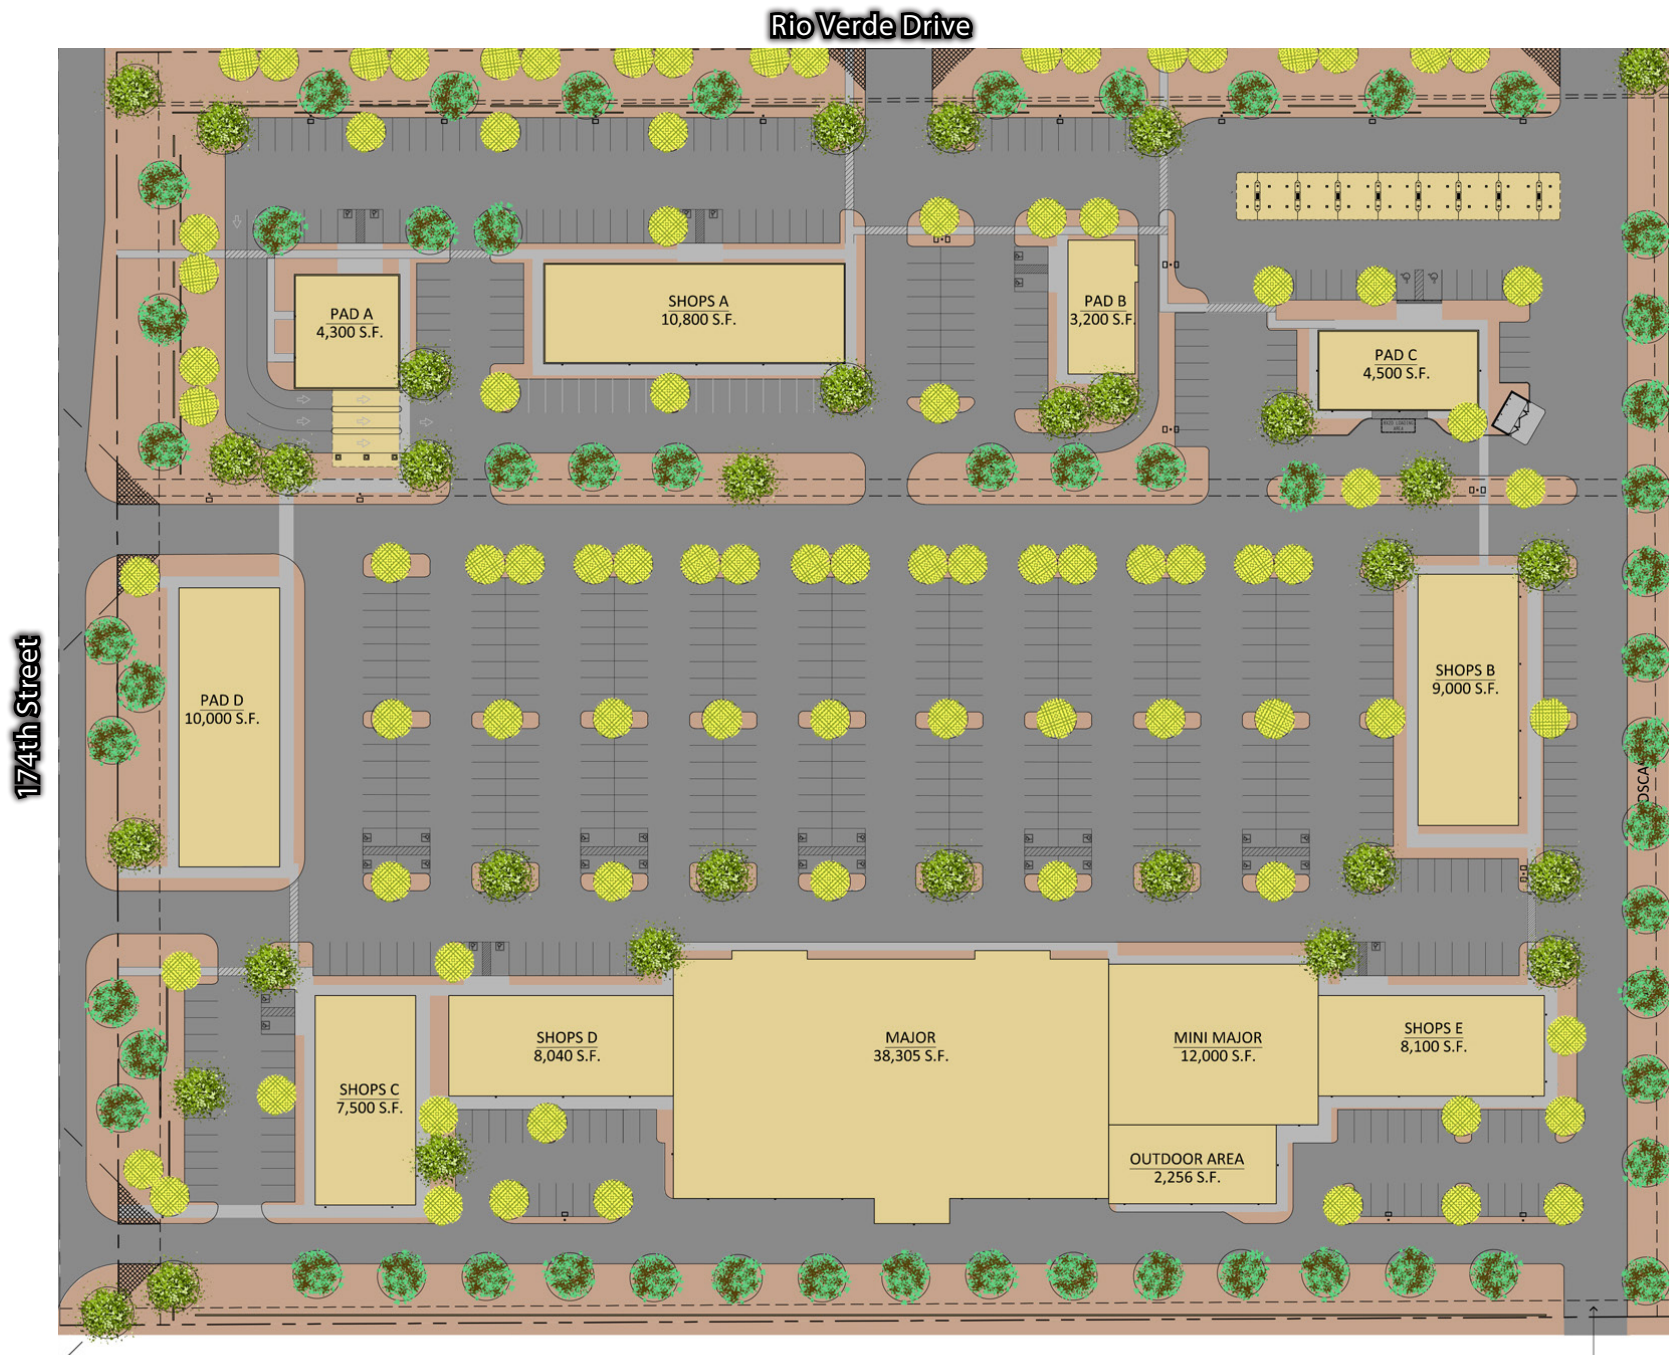 Rio Verde Drive
PAD A
4,300 S.F.
SHOPS A
10,800 S.F.
PAD B
3,200 S.F.
PAD C
4,500 S.F.
174th Street
PAD D
10,000 S.F.
SHOPS B
9,000 S.F.
SHOPS C
7,500 S.F.
SHOPS D
8,040 S.F.
MAJOR
38,305 S.F.
MINI MAJOR
12,000 S.F.
SHOPS E
8,100 S.F.
OUTDOOR AREA
2,256 S.F.